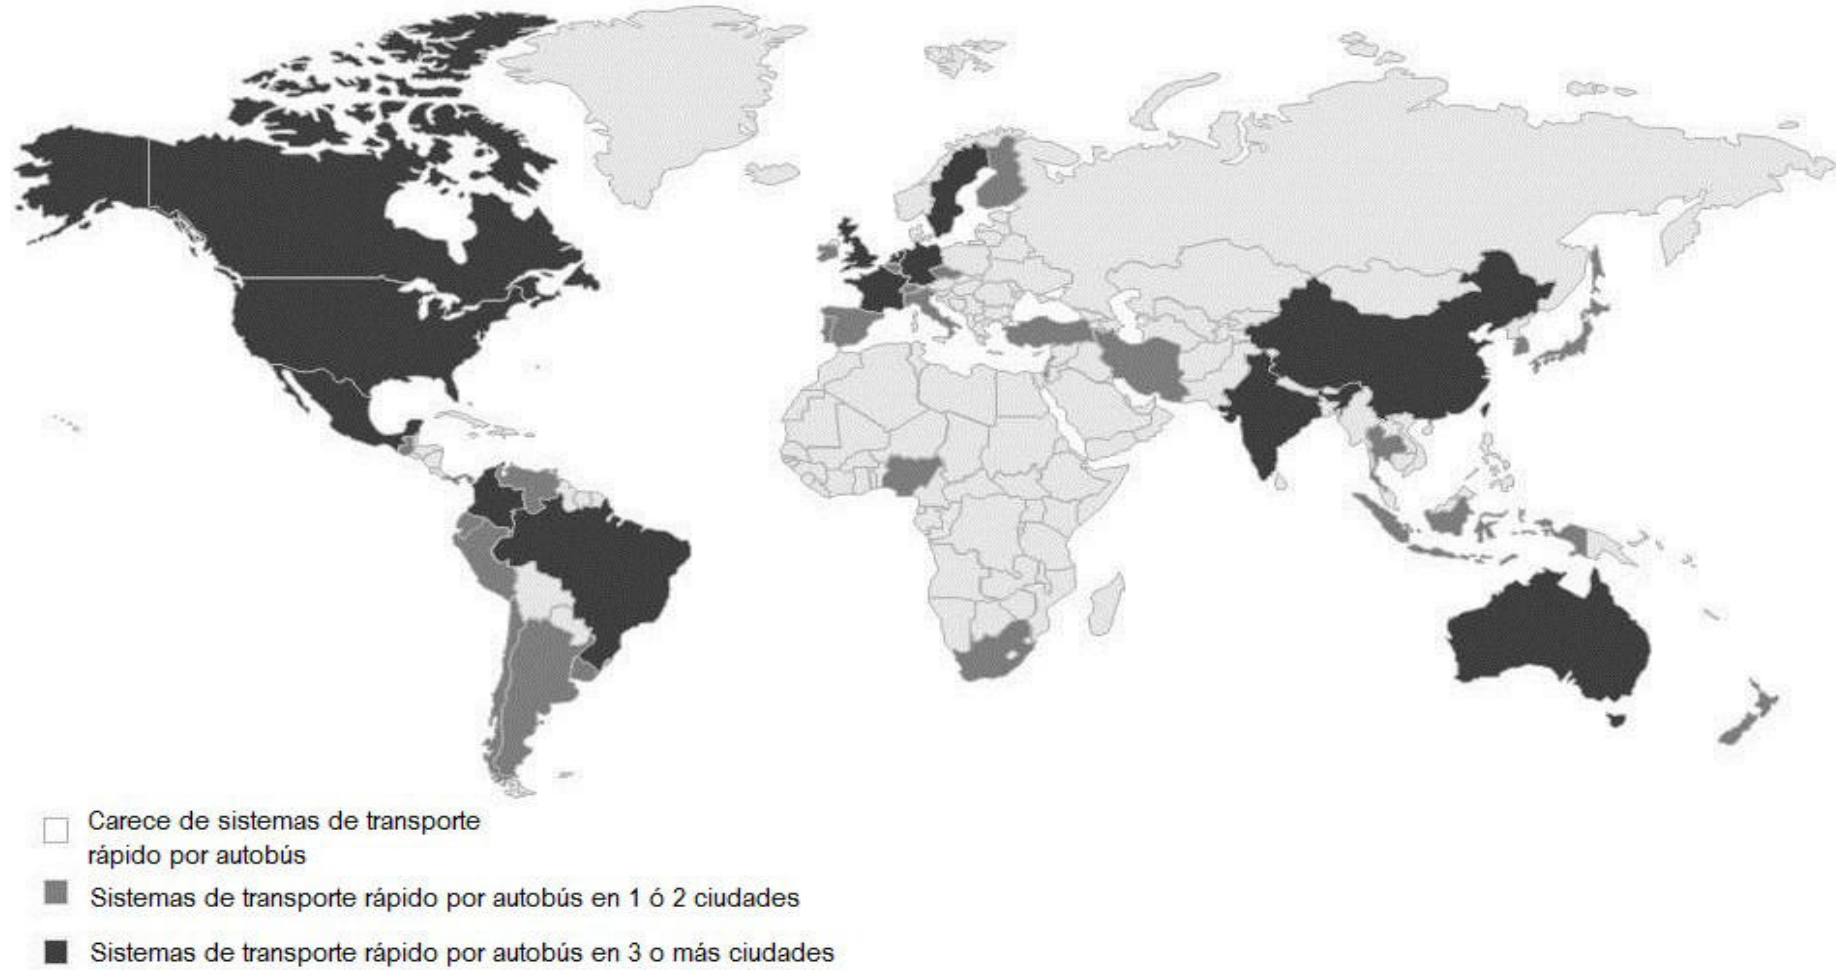 Carece de sistemas de transporte
rápido por autobús
Sistemas de transporte rápido por autobús en 1 ó 2 ciudades
Sistemas de transporte rápido por autobús en 3 o más ciudades